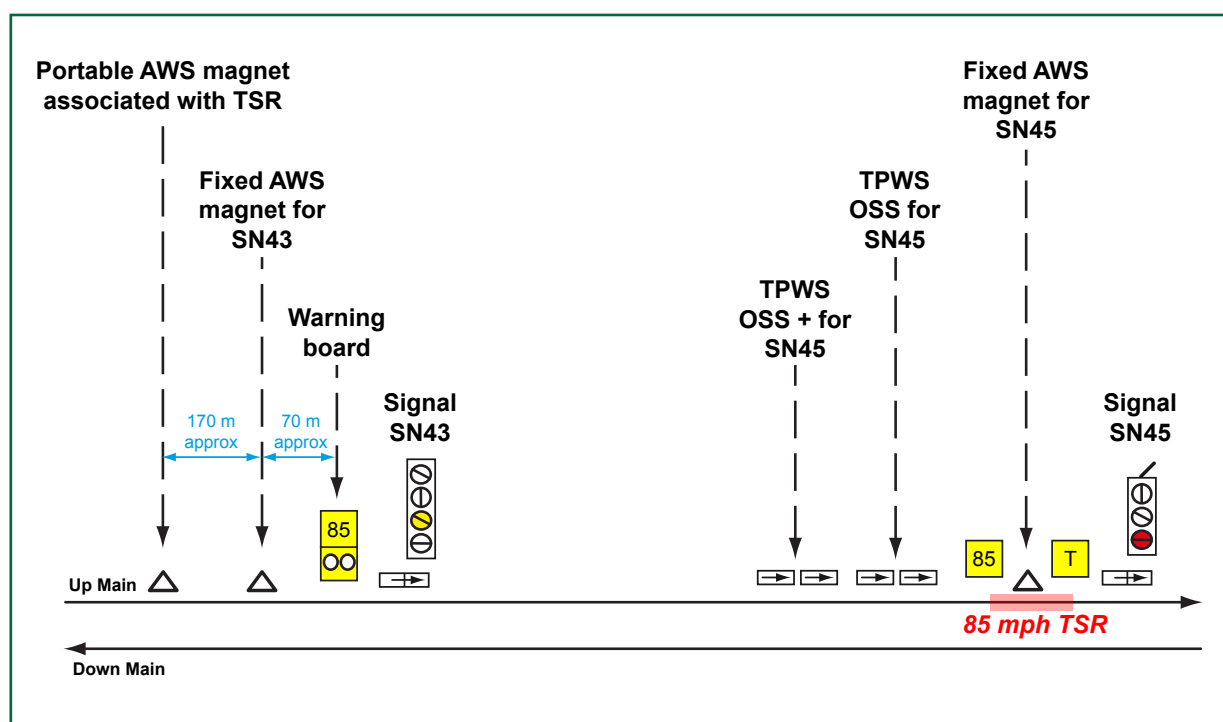 Portable AWS magnet
associated with TSR
Fixed AWS
magnet for
SN43
Warning
board
Signal
SN43
170 m
approx
70 m
approx
85
TPWS
OSS + for
SN45
TPWS
OSS for
SN45
Fixed AWS
magnet for
SN45
Signal
SN45
85
T
Up Main
85 mph TSR
Down Main